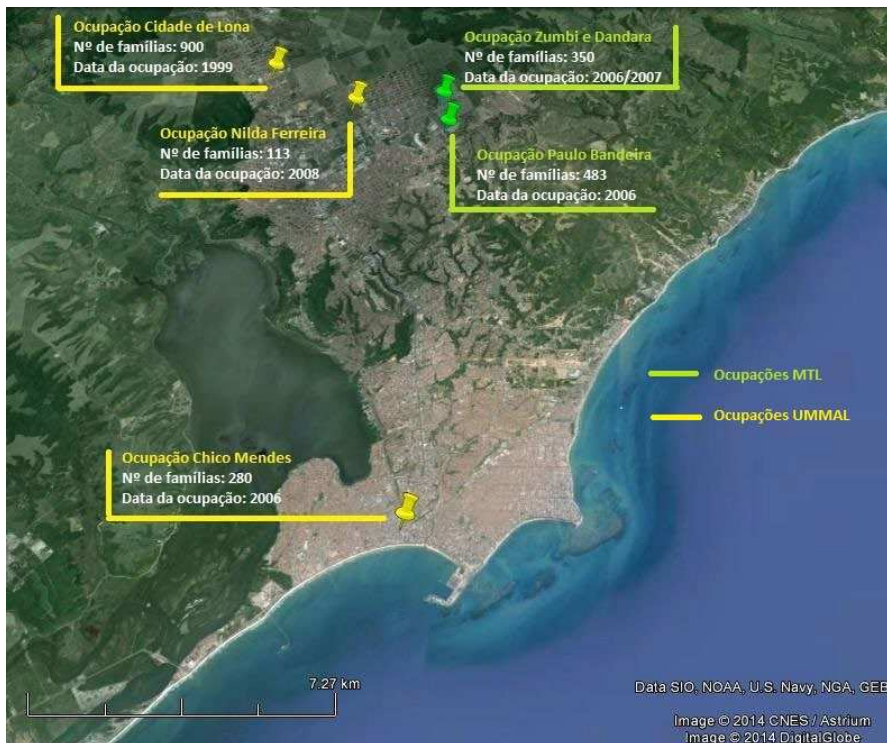 Ocupação Cidade de Lona
Nº de famílias: 900
Data da ocupação: 1999
Ocupação Zumbi e Dandara
Nº de famílias: 350
Data da ocupação: 2006/2007
Ocupação Nilda Ferreira
Nº de famílias: 113
Data da ocupação: 2008
Ocupação Paulo Bandeira
Nº de famílias: 483
Data da ocupação: 2006
Ocupações MTL
Ocupações UMMAL
Ocupação Chico Mendes
Nº de famílias: 280
Data da ocupação: 2006
7.27 km
Data SIO, NOAA, U.S. Navy, NGA, GEB
Image © 2014 CNES / Astrium
Image © 2014 DigitalGlobe